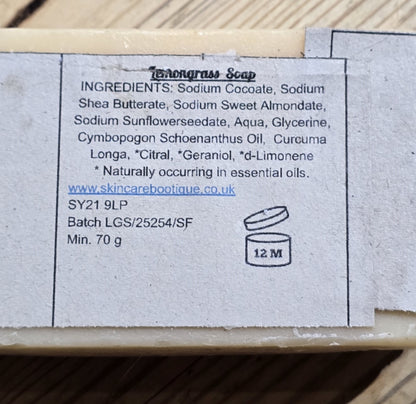 Lemongrass Soap
INGREDIENTS: Sodium Cocoate, Sodium
Shea Butterate, Sodium Sweet Almondate,
Sodium Sunflowerseedate, Aqua, Glycerine,
Cymbopogon Schoenanthus Oil, Curcuma
Longa, *Citral, *Geraniol, *d-Limonene
* Naturally occurring in essential oils.
www.skincarebootique.co.uk
SY21 9LP
Batch LGS/25254/SF
Min. 70 g
12 M